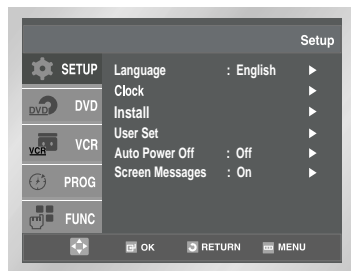 Setup
SETUP
DVD DVD
VCR VCR
PROG
FUNC
Language : English
Clock
Install
User Set
Auto Power Off : Off
Screen Messages : On
OK RETURN MENU